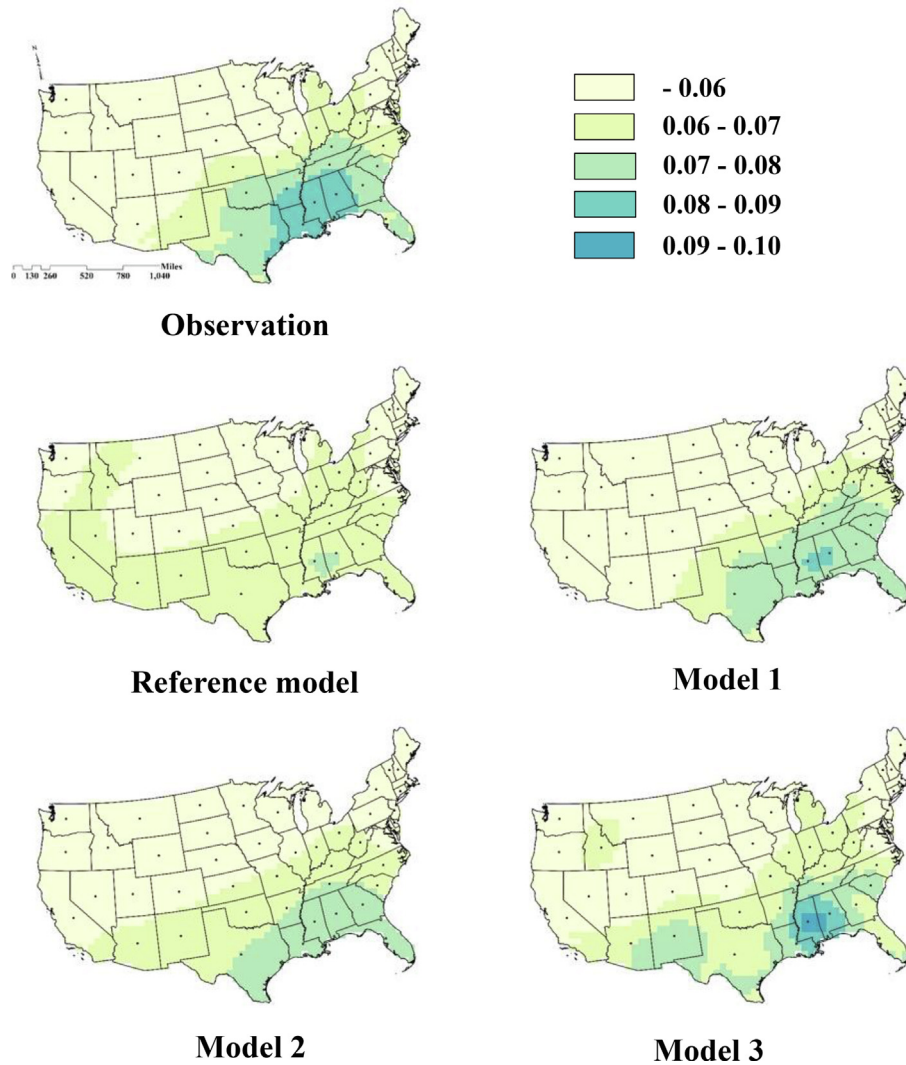 N
- 0.06
0.06 - 0.07
0.07 - 0.08
0.08 - 0.09
0.09 - 0.10
Miles
0 130 260 520 780 1,040
Observation
Reference model
Model 1
Model 2
Model 3